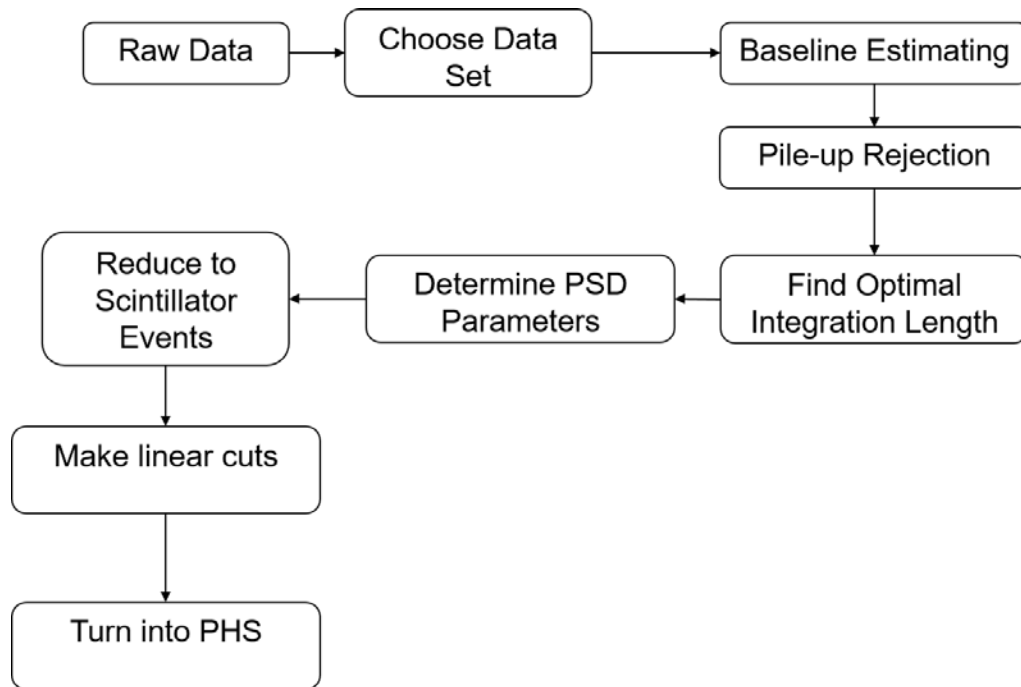 Raw Data
Choose Data
Set
Baseline Estimating
Pile-up Rejection
Find Optimal
Integration Length
Determine PSD
Parameters
Reduce to
Scintillator
Events
Make linear cuts
Turn into PHS